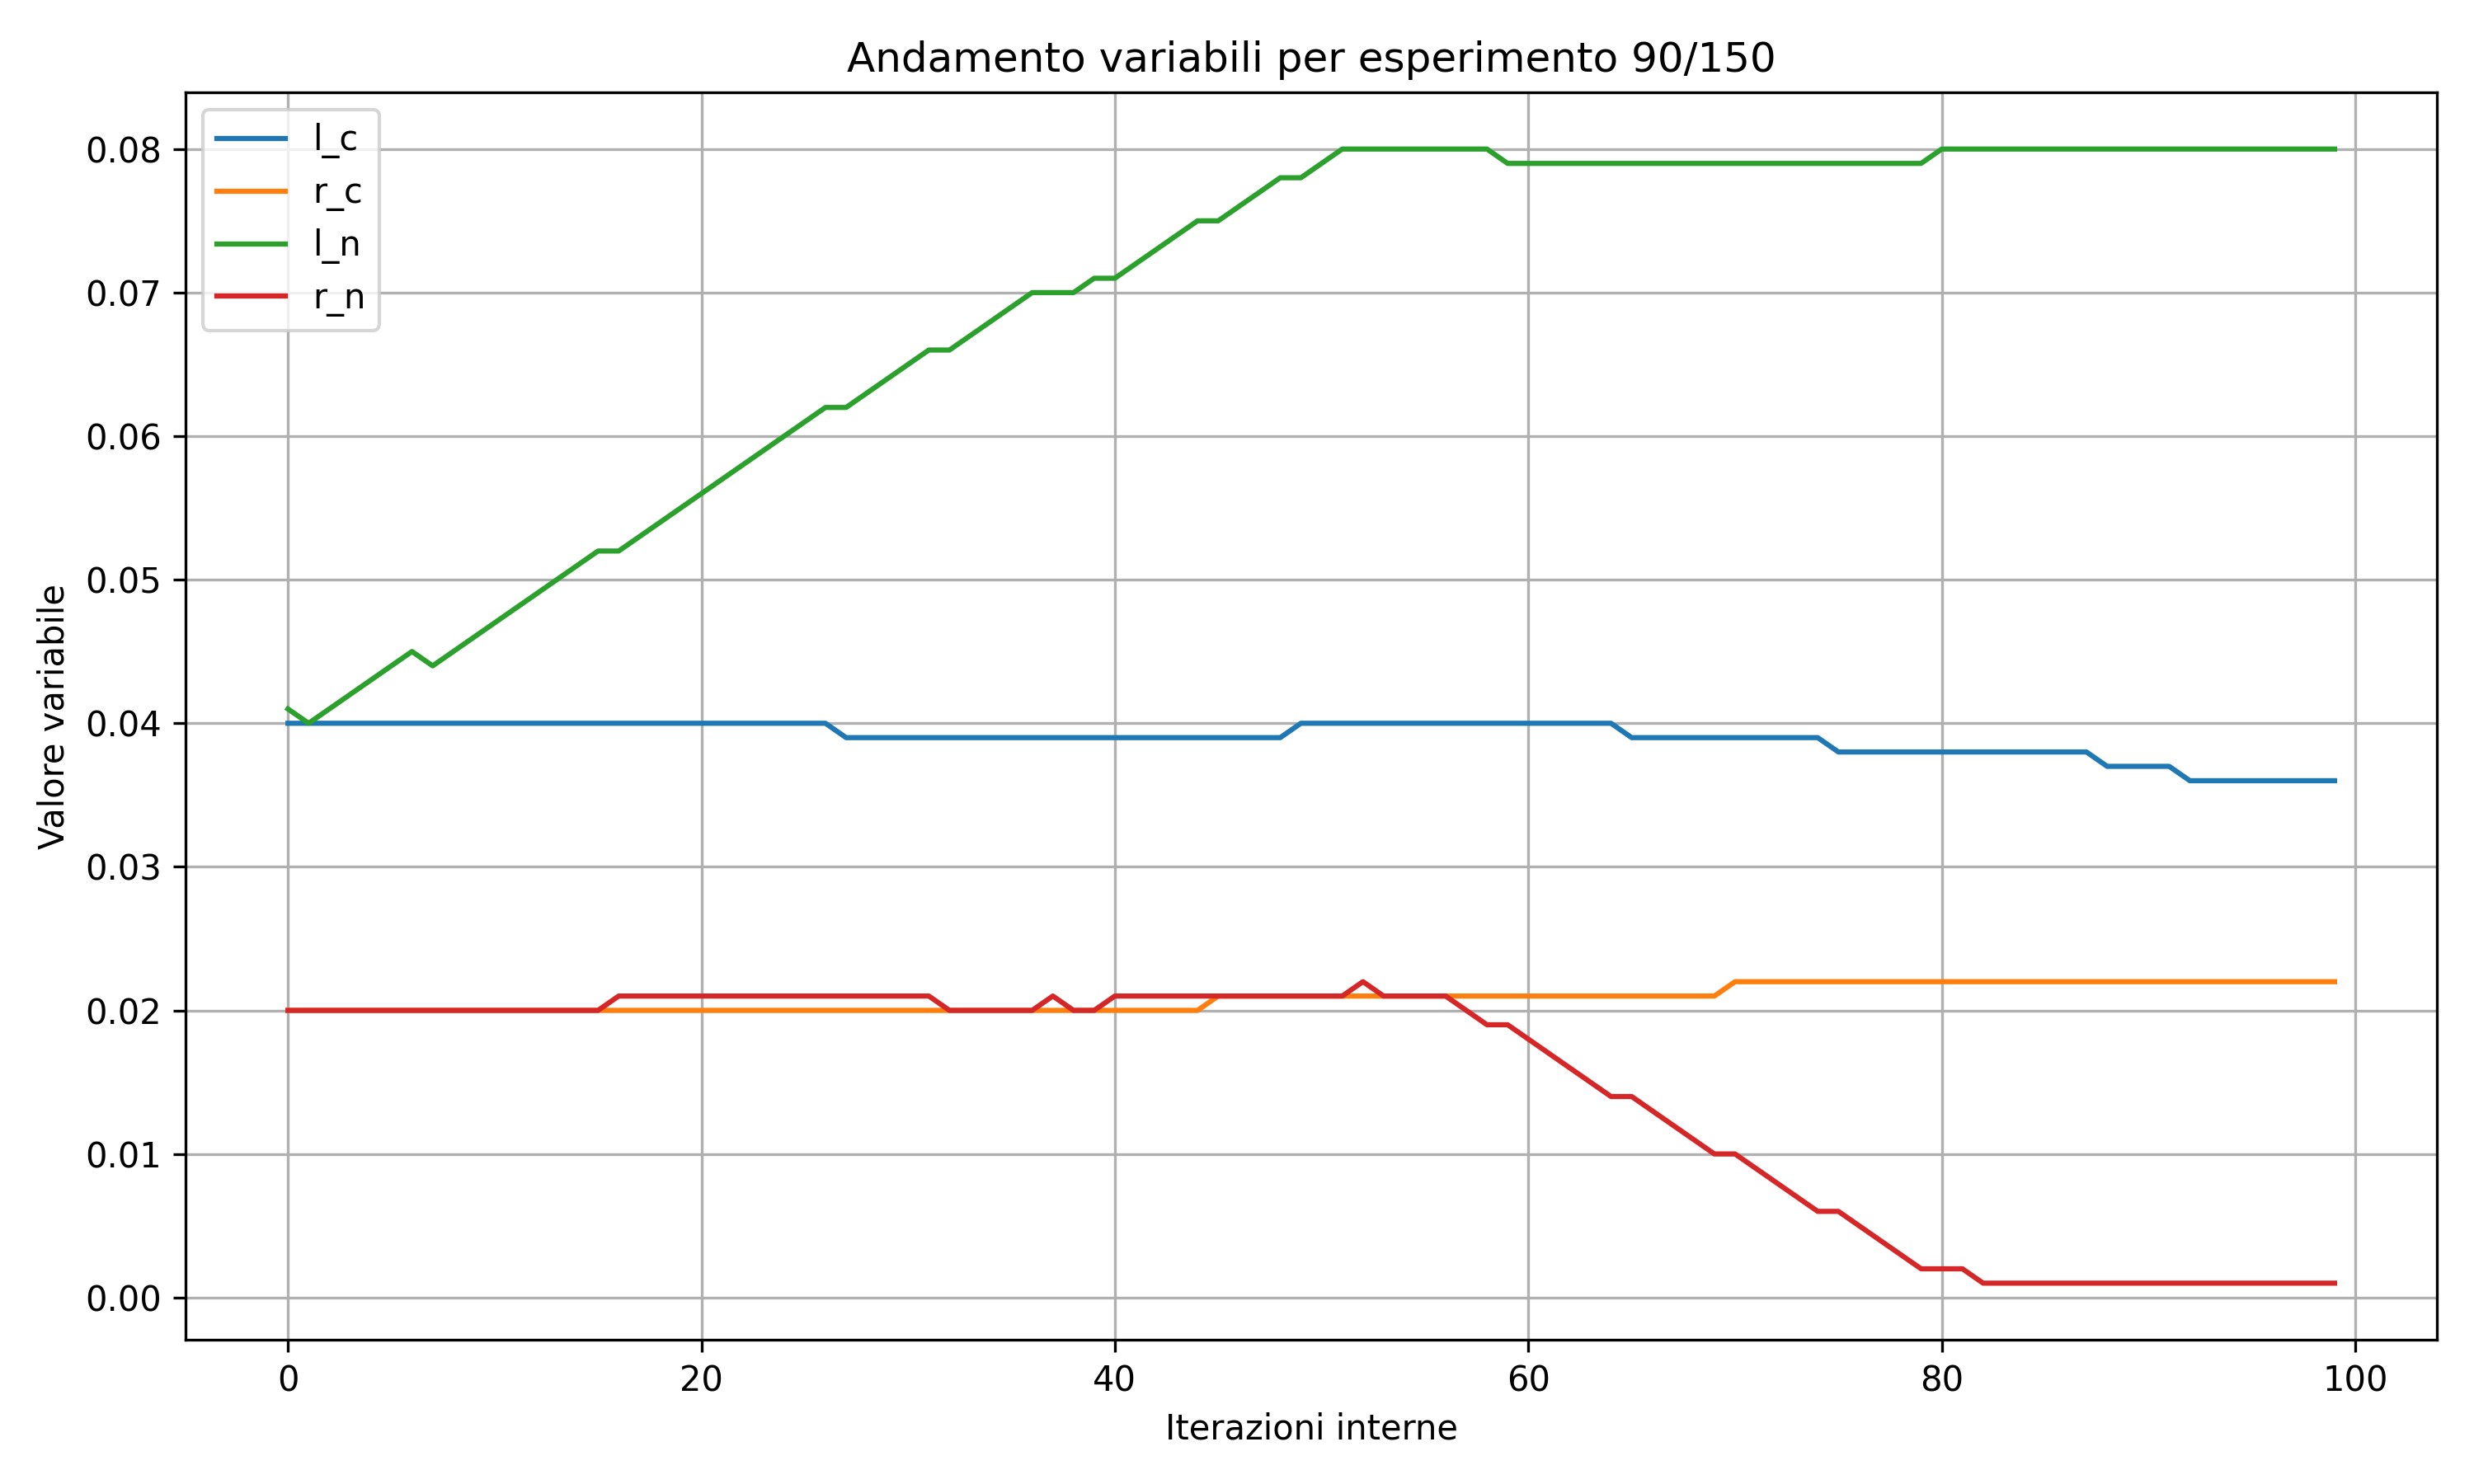 Andamento variabili per esperimento 90/150
l_c
r_c
l_n
r_n
Valore variabile
0.08
0.07
0.06
0.05
0.04
0.03
0.02
0.01
0.00
0 20 40 60 80 100
Iterazioni interne